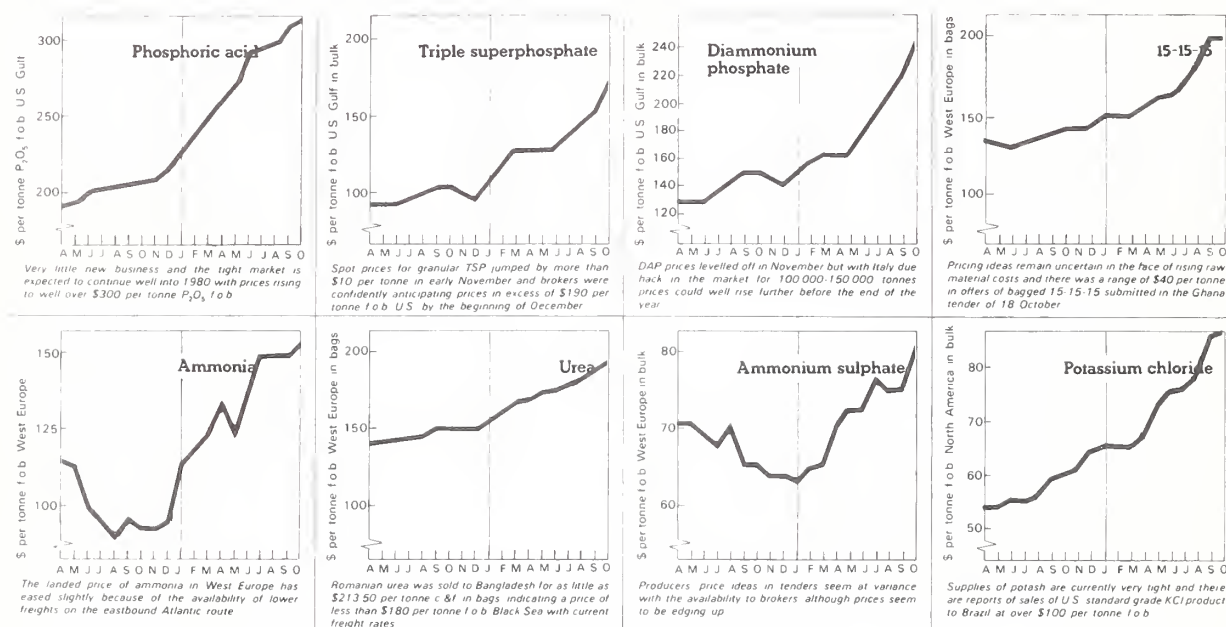 Phosphoric acid
$ per tonne P₂O₅ f o b US Gulf
300
250
200
A M J J A S O N D J F M A M J J A S O
Very little new business and the tight market is
expected to continue well into 1980 with prices rising
to well over $300 per tonne P₂O₅ f o b
Triple superphosphate
$ per tonne f o b US Gulf in bulk
200
150
100
A M J J A S O N D J F M A M J J A S O
Spot prices for granular TSP jumped by more than
$10 per tonne in early November and brokers were
confidently anticipating prices in excess of $190 per
tonne f o b US by the beginning of December
Diammonium
phosphate
$ per tonne f o b US Gulf in bulk
240
220
200
180
160
140
120
A M J J A S O N D J F M A M J J A S O
DAP prices levelled off in November but with Italy due
back in the market for 100 000-150 000 tonnes
prices could well rise further before the end of the
year
15-15-15
$ per tonne f o b West Europe in bags
200
150
100
A M J J A S O N D J F M A M J J A S O
Pricing ideas remain uncertain in the face of rising raw
material costs and there was a range of $40 per tonne
in offers of bagged 15-15-15 submitted in the Ghana
tender of 18 October
Ammonia
$ per tonne f o b West Europe
150
125
100
A M J J A S O N D J F M A M J J A S O
The landed price of ammonia in West Europe has
eased slightly because of the availability of lower
freights on the eastbound Atlantic route
Urea
$ per tonne f o b West Europe in bags
200
150
100
A M J J A S O N D J F M A M J J A S O
Romanian urea was sold to Bangladesh for as little as
$213 50 per tonne c &f in bags indicating a price of
less than $180 per tonne f o b Black Sea with current
freight rates
Ammonium sulphate
$ per tonne f o b West Europe in bulk
80
70
60
A M J J A S O N D J F M A M J J A S O
Producers price ideas in tenders seem at variance
with the availability to brokers although prices seem
to be edging up
Potassium chloride
$ per tonne f o b North America in bulk
80
70
60
50
A M J J A S O N D J F M A M J J A S O
Supplies of potash are currently very tight and there
are reports of sales of U S standard grade KCl product
to Brazil at over $100 per tonne f o b